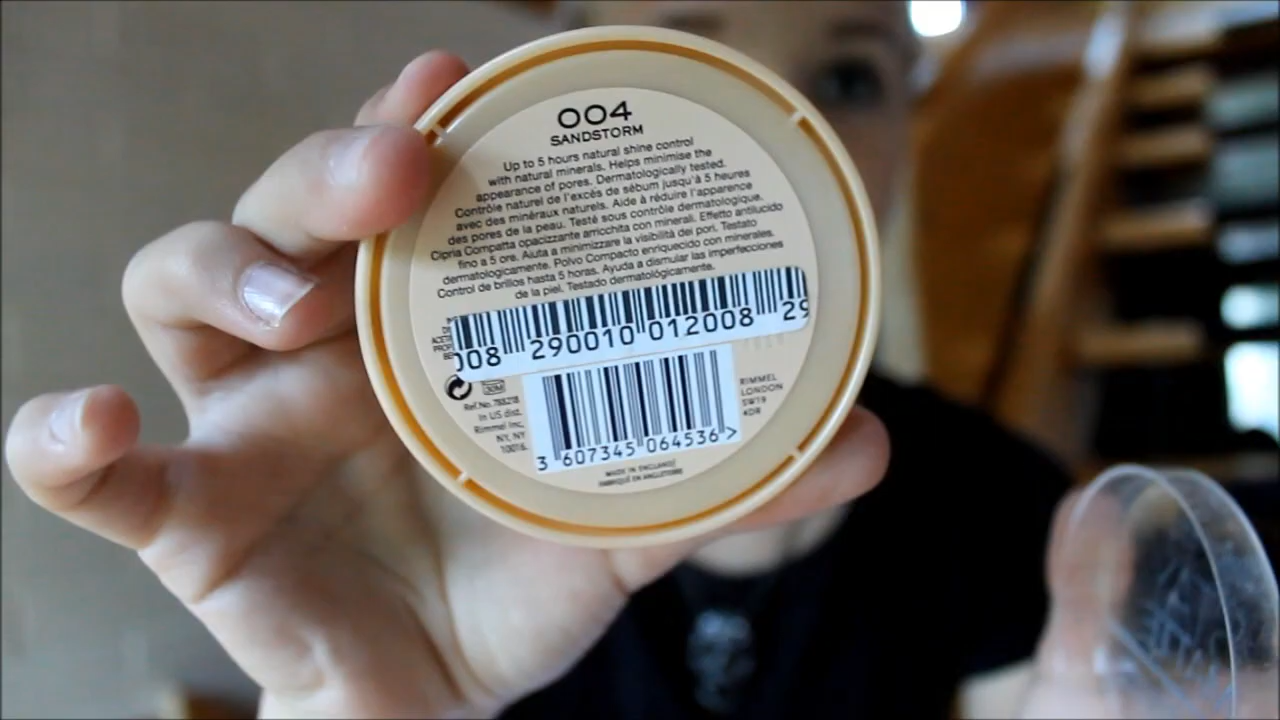 004
SANDSTORM
Up to 5 hours natural shine control
with natural minerals. Helps minimise the
appearance of pores. Dermatologically tested.
Contrôle naturel de l'excès de sébum jusqu'à 5 heures
avec des minéraux naturels. Aide à réduire l'apparence
des pores de la peau. Testé sous contrôle dermatologique.
Cipria Compatta opacizzante arricchita con minerali. Effetto antilucido
fino a 5 ore. Aiuta a minimizzare la visibilità dei pori. Testato
dermatologicamente. Polvo Compacto enriquecido con minerales.
Control de brillos hasta 5 horas. Ayuda a dismular las imperfecciones
de la piel. Testado dermatológicamente.
008 290010 012008 29
30M
Ref.No. 788218
In US dist.
Rimmel Inc.
NY, NY
10016.
RIMMEL
LONDON
SW19
4DR
3 607345 064536 >
MADE IN ENGLAND/
FABRIQUÉ EN ANGLETERRE